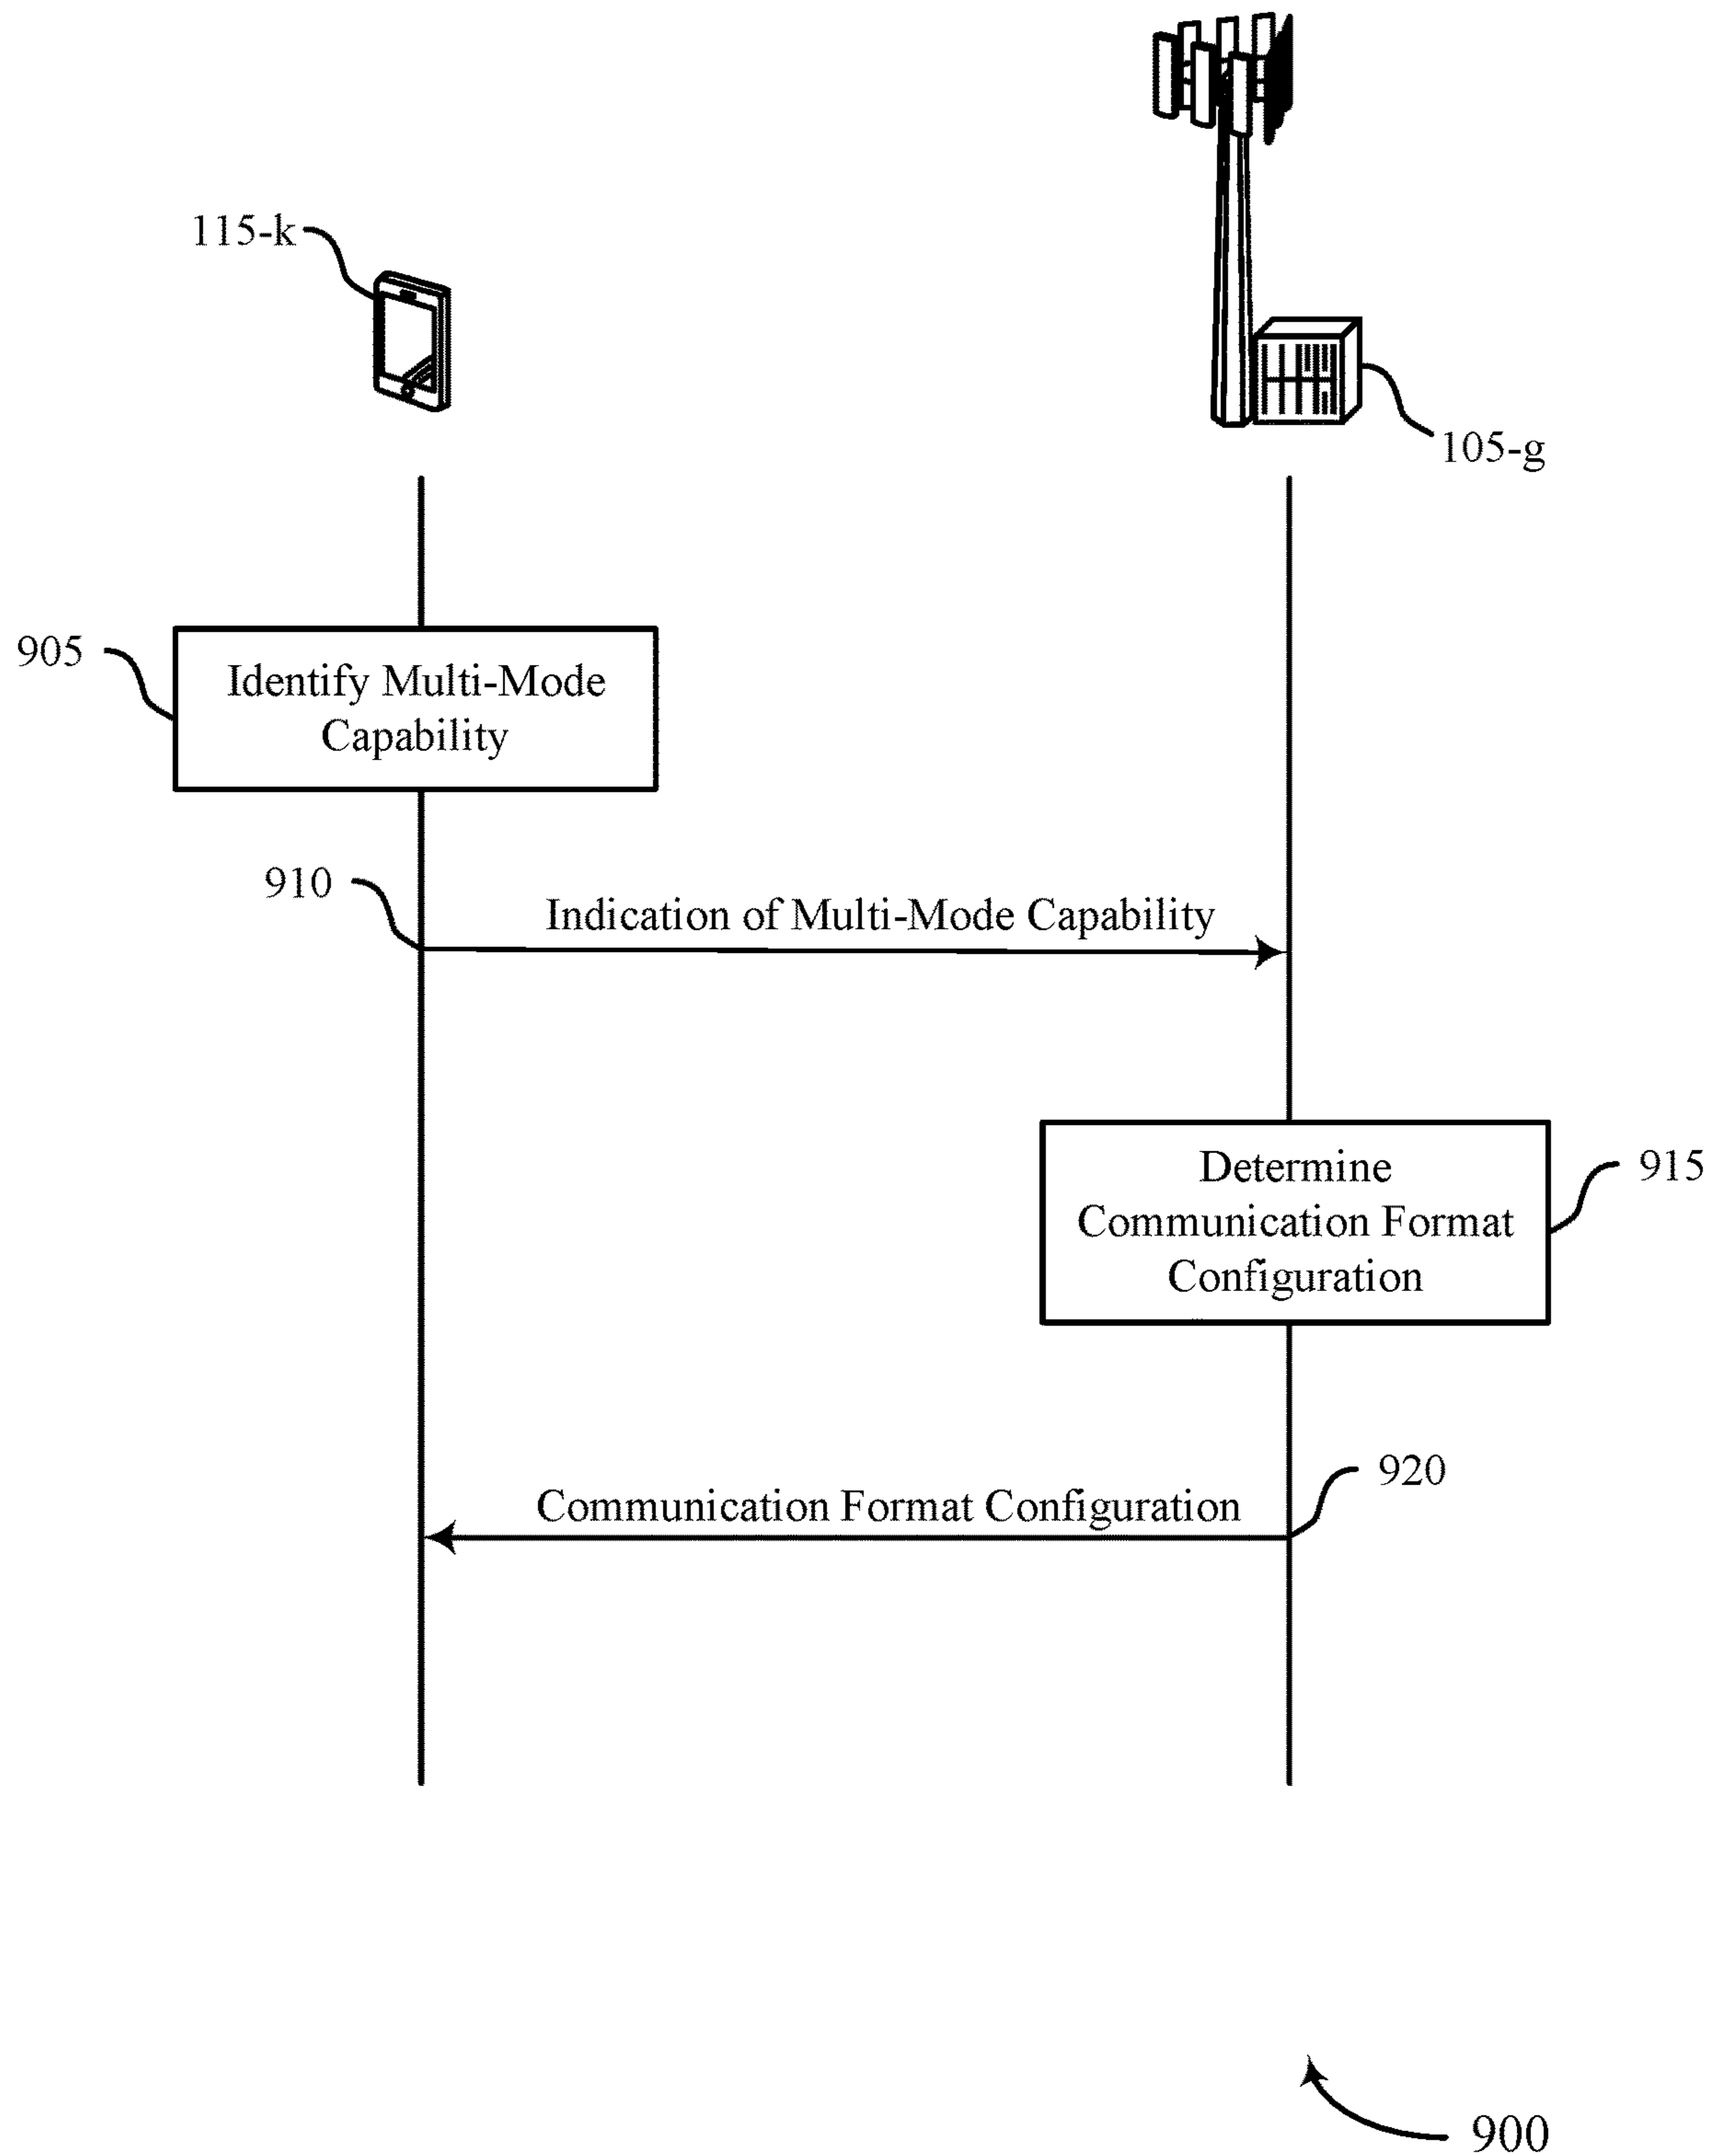 115-k
105-g
905
Identify Multi-Mode
Capability
910
Indication of Multi-Mode Capability
Determine
Communication Format
Configuration
915
920
Communication Format Configuration
900